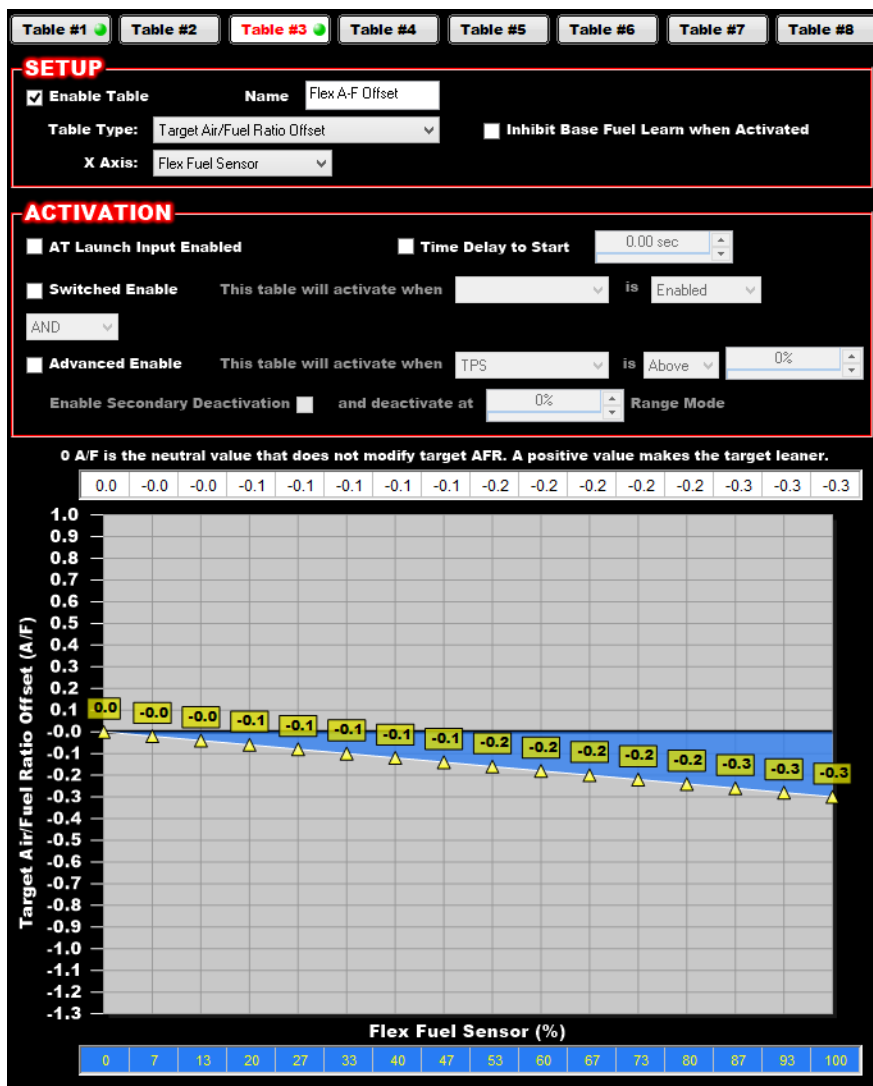 Table #1 Table #2 Table #3 Table #4 Table #5 Table #6 Table #7 Table #8
SETUP
Enable Table Name Flex A-F Offset
Table Type: Target Air/Fuel Ratio Offset Inhibit Base Fuel Learn when Activated
X Axis: Flex Fuel Sensor
ACTIVATION
AT Launch Input Enabled Time Delay to Start 0.00 sec
Switched Enable This table will activate when is Enabled
AND
Advanced Enable This table will activate when TPS is Above 0%
Enable Secondary Deactivation and deactivate at 0% Range Mode
0 A/F is the neutral value that does not modify target AFR. A positive value makes the target leaner.
0.0 -0.0 -0.0 -0.1 -0.1 -0.1 -0.1 -0.1 -0.2 -0.2 -0.2 -0.2 -0.2 -0.3 -0.3 -0.3
Target Air/Fuel Ratio Offset (A/F)
1.0
0.9
0.8
0.7
0.6
0.5
0.4
0.3
0.2
0.1
-0.0
-0.1
-0.2
-0.3
-0.4
-0.5
-0.6
-0.7
-0.8
-0.9
-1.0
-1.1
-1.2
-1.3
0.0 -0.0 -0.0 -0.1 -0.1 -0.1 -0.1 -0.1 -0.2 -0.2 -0.2 -0.2 -0.2 -0.3 -0.3 -0.3
Flex Fuel Sensor (%)
0 7 13 20 27 33 40 47 53 60 67 73 80 87 93 100